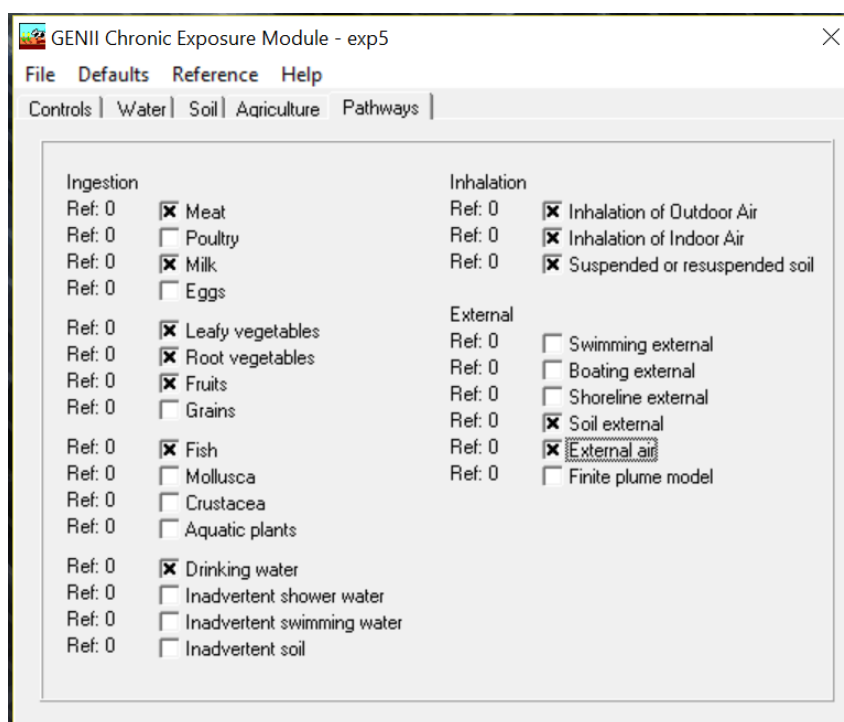 GENII Chronic Exposure Module - exp5
File Defaults Reference Help
Controls Water Soil Agriculture Pathways
Ingestion
Ref: 0 Meat
Ref: 0 Poultry
Ref: 0 Milk
Ref: 0 Eggs
Ref: 0 Leafy vegetables
Ref: 0 Root vegetables
Ref: 0 Fruits
Ref: 0 Grains
Ref: 0 Fish
Ref: 0 Mollusca
Ref: 0 Crustacea
Ref: 0 Aquatic plants
Ref: 0 Drinking water
Ref: 0 Inadvertent shower water
Ref: 0 Inadvertent swimming water
Ref: 0 Inadvertent soil
Inhalation
Ref: 0 Inhalation of Outdoor Air
Ref: 0 Inhalation of Indoor Air
Ref: 0 Suspended or resuspended soil
External
Ref: 0 Swimming external
Ref: 0 Boating external
Ref: 0 Shoreline external
Ref: 0 Soil external
Ref: 0 External air
Ref: 0 Finite plume model